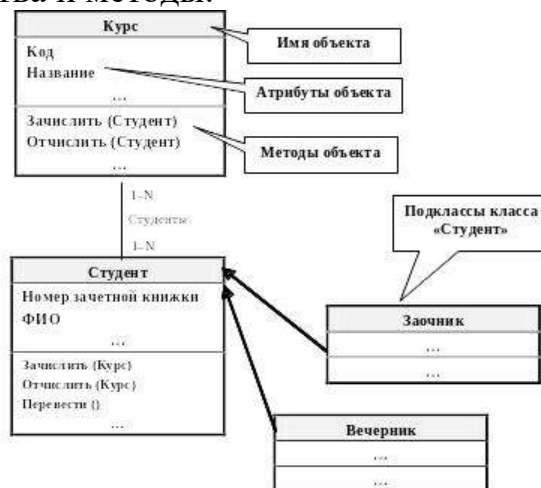 и методы.
Курс
Имя объекта
Код
Название
...
Атрибуты объекта
Зачислить (Студент)
Отчислить (Студент)
...
Методы объекта
1–N
Студенты
1–N
Подклассы класса
«Студент»
Студент
Номер зачетной книжки
ФИО
...
Зачислить (Курс)
Отчислить (Курс)
Перевести ()
...
Заочник
...
...
Вечерник
...
...